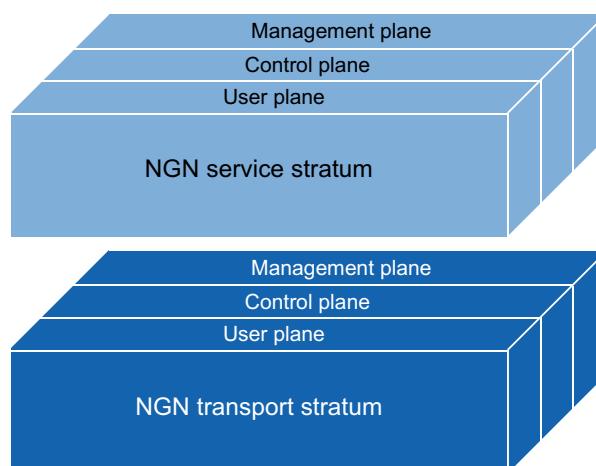 Management plane
Control plane
User plane
NGN service stratum
Management plane
Control plane
User plane
NGN transport stratum